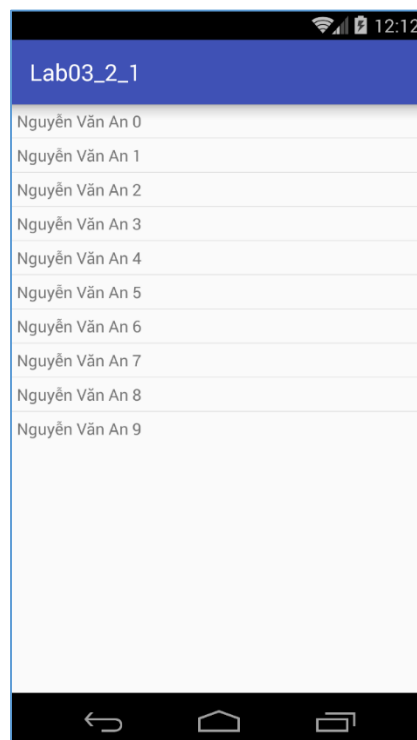 12:12
Lab03_2_1
Nguyễn Văn An 0
Nguyễn Văn An 1
Nguyễn Văn An 2
Nguyễn Văn An 3
Nguyễn Văn An 4
Nguyễn Văn An 5
Nguyễn Văn An 6
Nguyễn Văn An 7
Nguyễn Văn An 8
Nguyễn Văn An 9